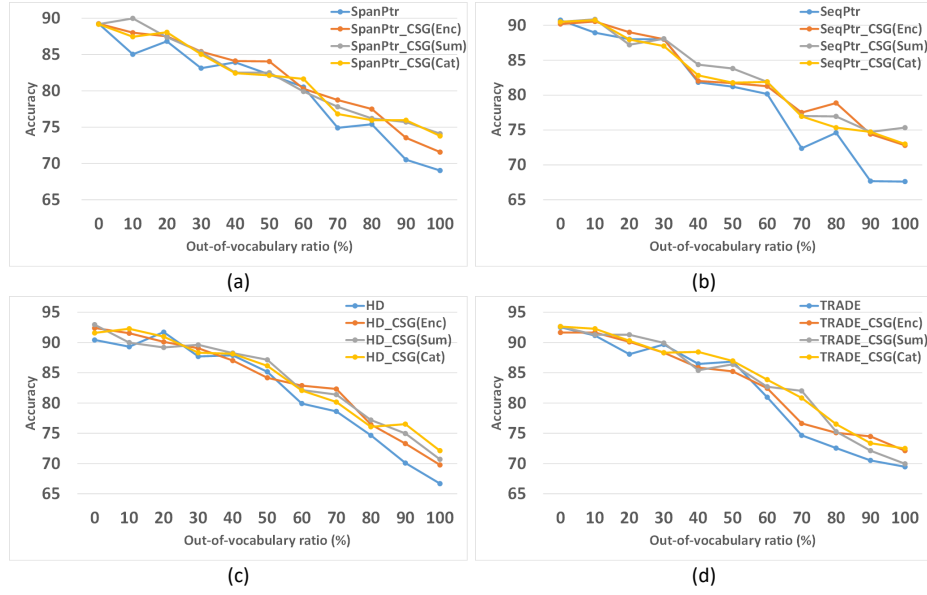 90
85
80
75
70
65
Accuracy
SpanPtr
SpanPtr_CSG(Enc)
SpanPtr_CSG(Sum)
SpanPtr_CSG(Cat)
0 10 20 30 40 50 60 70 80 90 100
Out-of-vocabulary ratio (%)
(a)
90
85
80
75
70
65
Accuracy
SeqPtr
SeqPtr_CSG(Enc)
SeqPtr_CSG(Sum)
SeqPtr_CSG(Cat)
0 10 20 30 40 50 60 70 80 90 100
Out-of-vocabulary ratio (%)
(b)
95
90
85
80
75
70
65
Accuracy
HD
HD_CSG(Enc)
HD_CSG(Sum)
HD_CSG(Cat)
0 10 20 30 40 50 60 70 80 90 100
Out-of-vocabulary ratio (%)
(c)
95
90
85
80
75
70
65
Accuracy
TRADE
TRADE_CSG(Enc)
TRADE_CSG(Sum)
TRADE_CSG(Cat)
0 10 20 30 40 50 60 70 80 90 100
Out-of-vocabulary ratio (%)
(d)